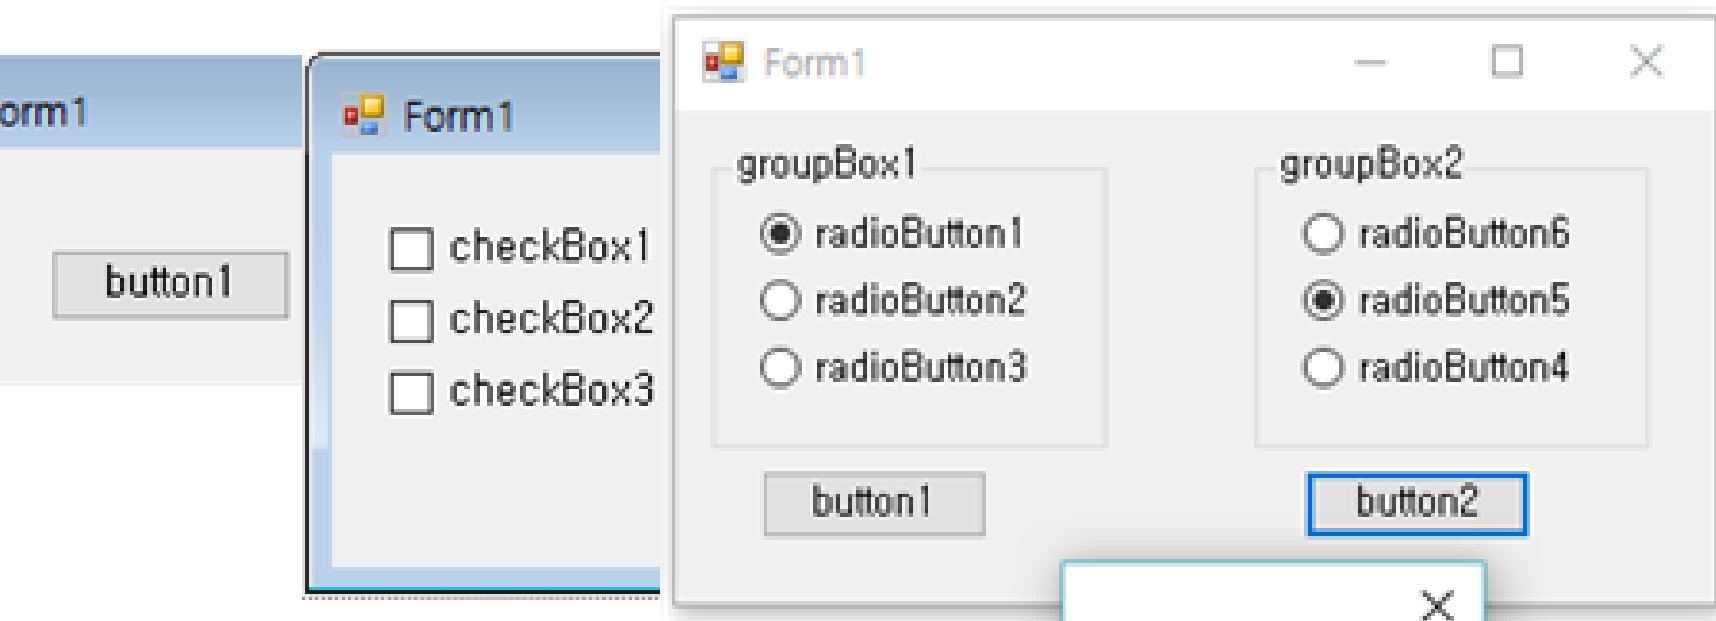 orm1
button1
Form1
checkBox1
checkBox2
checkBox3
Form1
groupBox1
radioButton1
radioButton2
radioButton3
button1
groupBox2
radioButton6
radioButton5
radioButton4
button2